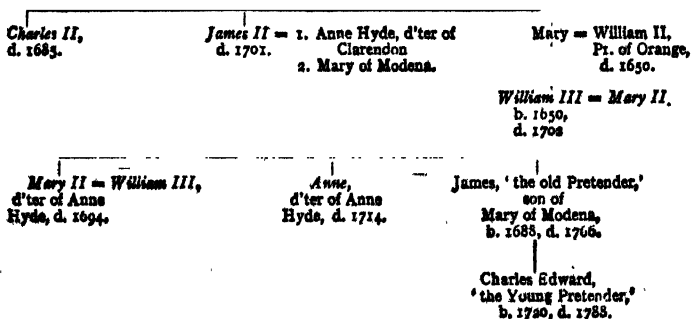 Charles II,
d. 1685.
James II = 1. Anne Hyde, d'ter of
d. 1701. Clarendon
2. Mary of Modena.
Mary = William II,
Pr. of Orange,
d. 1650.
William III = Mary II.
b. 1650,
d. 1702
Mary II = William III,
d'ter of Anne
Hyde, d. 1694.
Anne,
d'ter of Anne
Hyde, d. 1714.
James, 'the old Pretender,'
son of
Mary of Modena,
b. 1688, d. 1766.
Charles Edward,
'the Young Pretender,'
b. 1720, d. 1788.